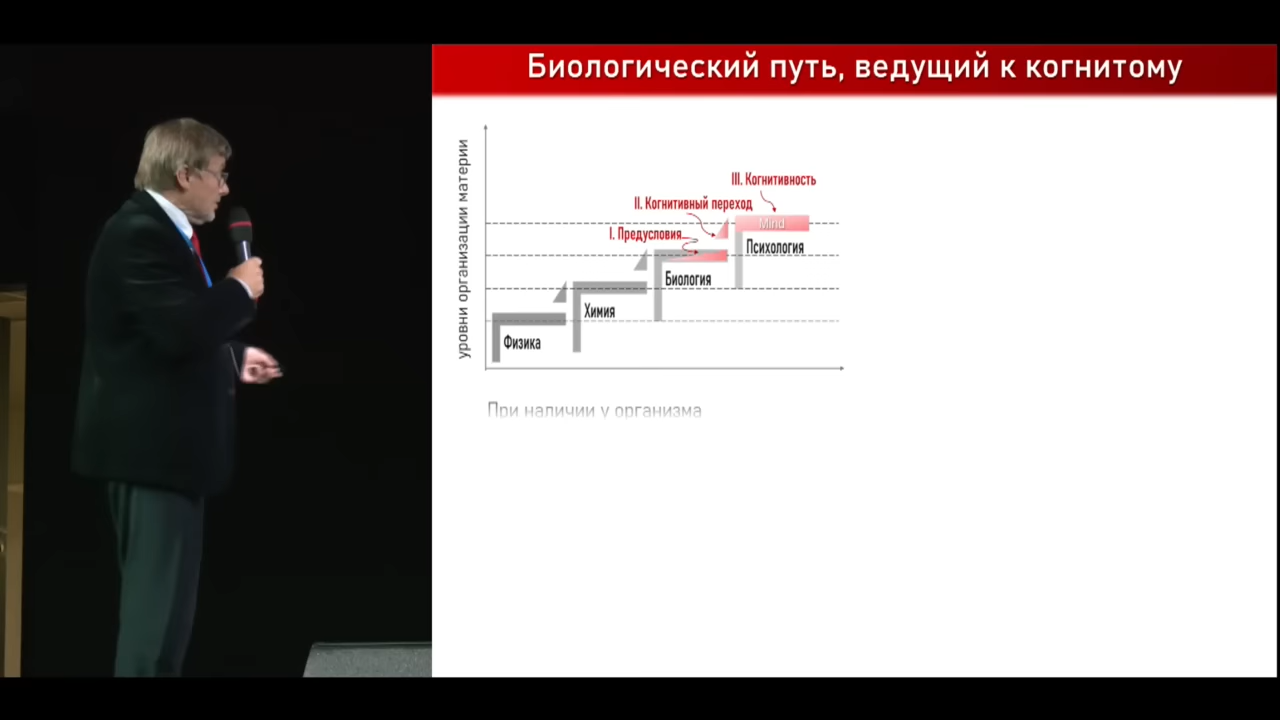 Биологический путь, ведущий к когнитому
уровни организации материи
III. Когнитивность
II. Когнитивный переход
Mind
I. Предусловия
Психология
Биология
Химия
Физика
При наличии у организма